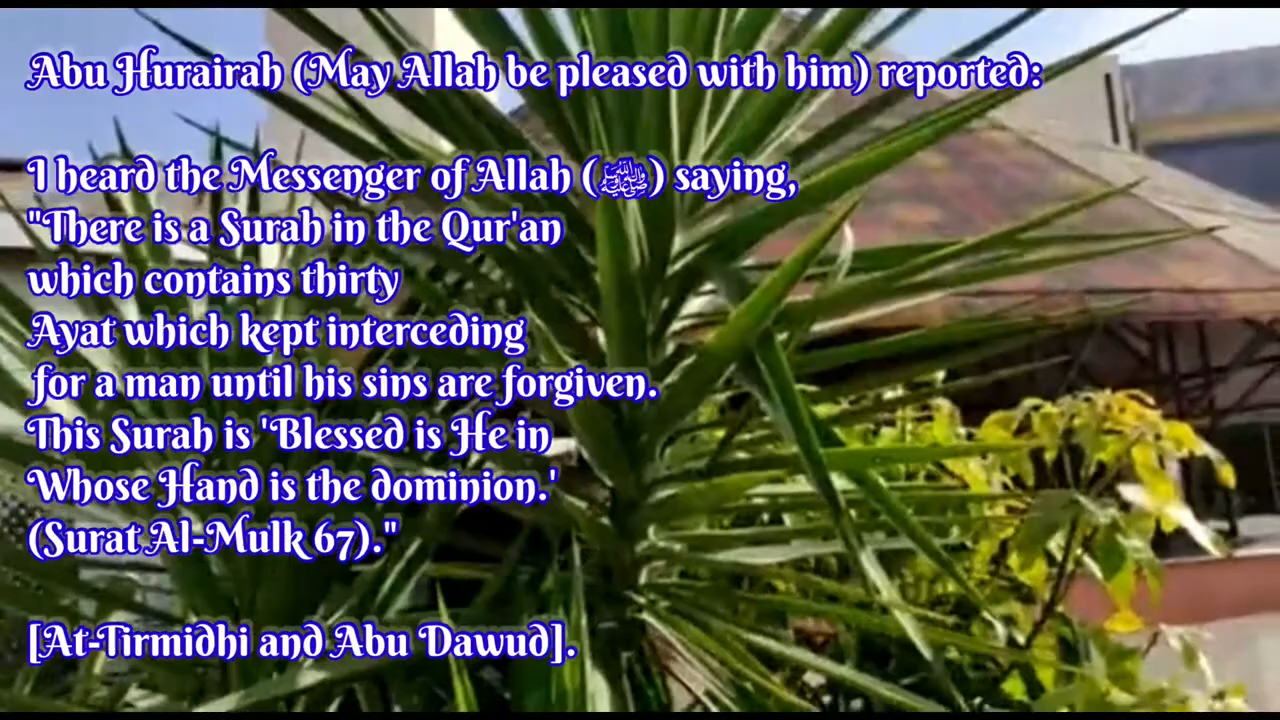 Abu Hurairah (May Allah be pleased with him) reported:
I heard the Messenger of Allah (ﷺ) saying,
"There is a Surah in the Qur'an
which contains thirty
Ayat which kept interceding
for a man until his sins are forgiven.
This Surah is 'Blessed is He in
Whose Hand is the dominion.'
(Surat Al-Mulk 67)."
[At-Tirmidhi and Abu Dawud].